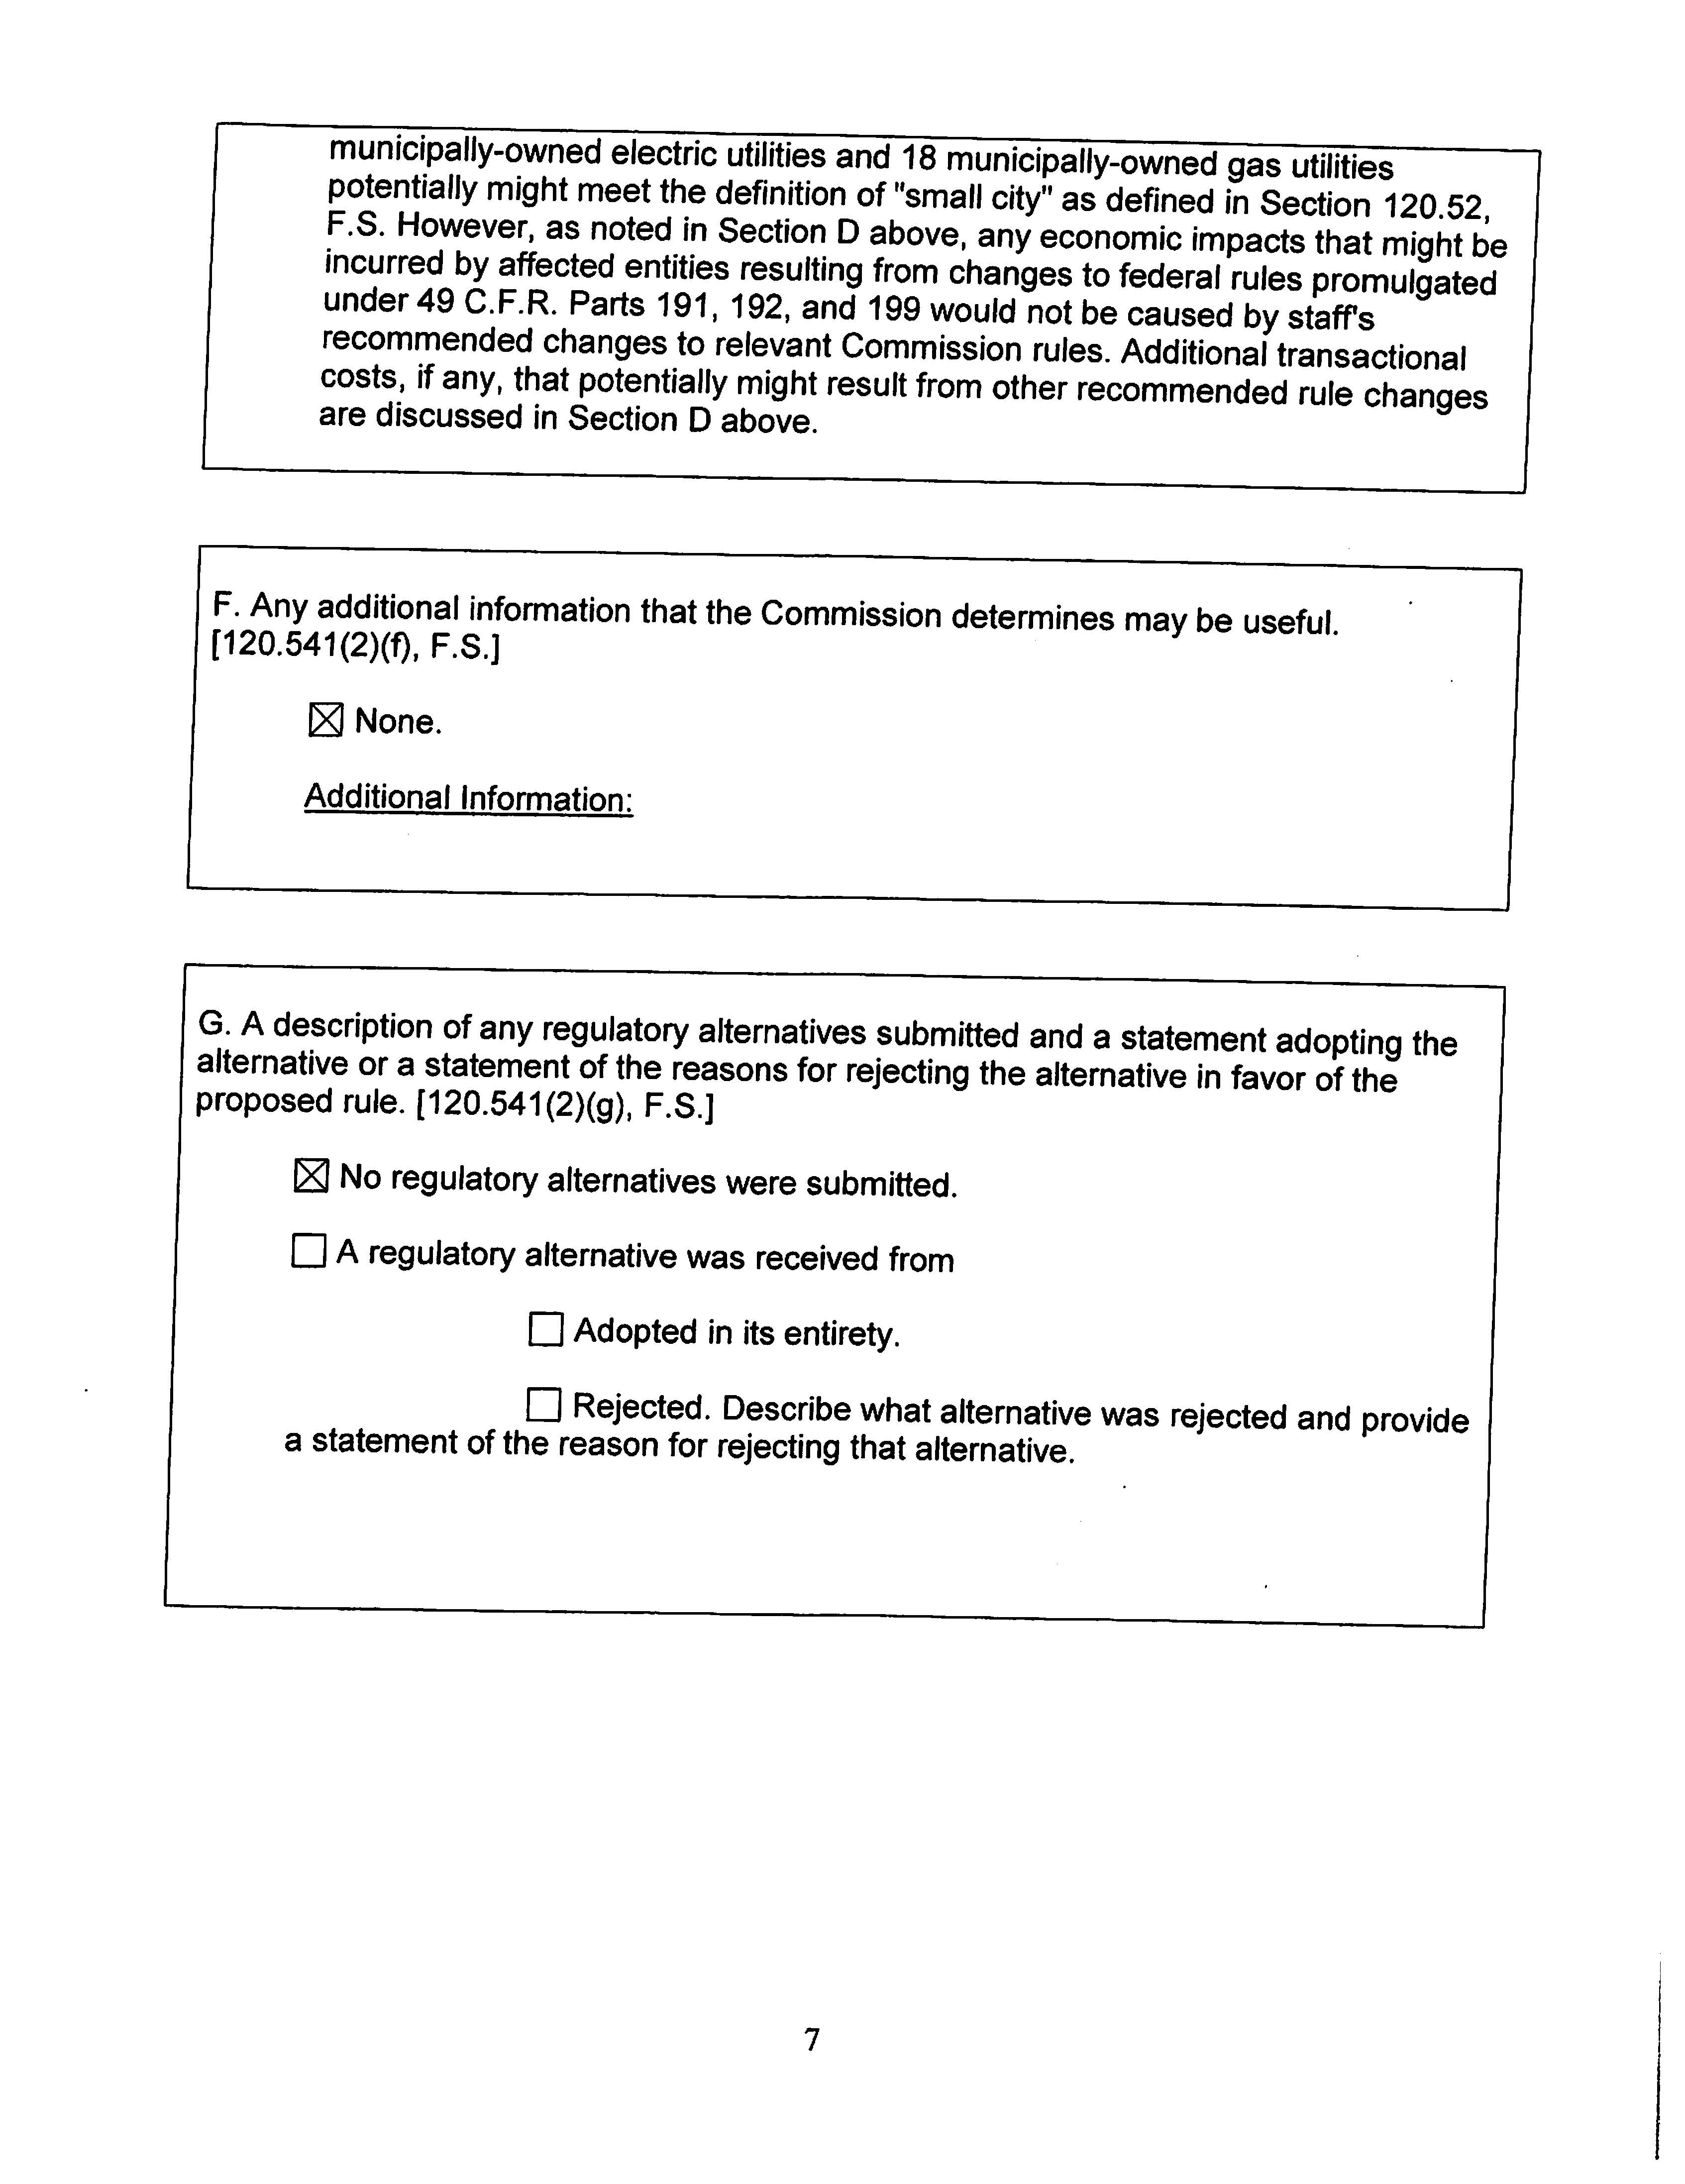 municipally-owned electric utilities and 18 municipally-owned gas utilities
potentially might meet the definition of "small city" as defined in Section 120.52,
F.S. However, as noted in Section D above, any economic impacts that might be
incurred by affected entities resulting from changes to federal rules promulgated
under 49 C.F.R. Parts 191, 192, and 199 would not be caused by staff's
recommended changes to relevant Commission rules. Additional transactional
costs, if any, that potentially might result from other recommended rule changes
are discussed in Section D above.
F. Any additional information that the Commission determines may be useful.
[120.541(2)(f), F.S.]
☒ None.
Additional Information:
G. A description of any regulatory alternatives submitted and a statement adopting the
alternative or a statement of the reasons for rejecting the alternative in favor of the
proposed rule. [120.541(2)(g), F.S.]
☒ No regulatory alternatives were submitted.
☐ A regulatory alternative was received from
☐ Adopted in its entirety.
☐ Rejected. Describe what alternative was rejected and provide
a statement of the reason for rejecting that alternative.
7